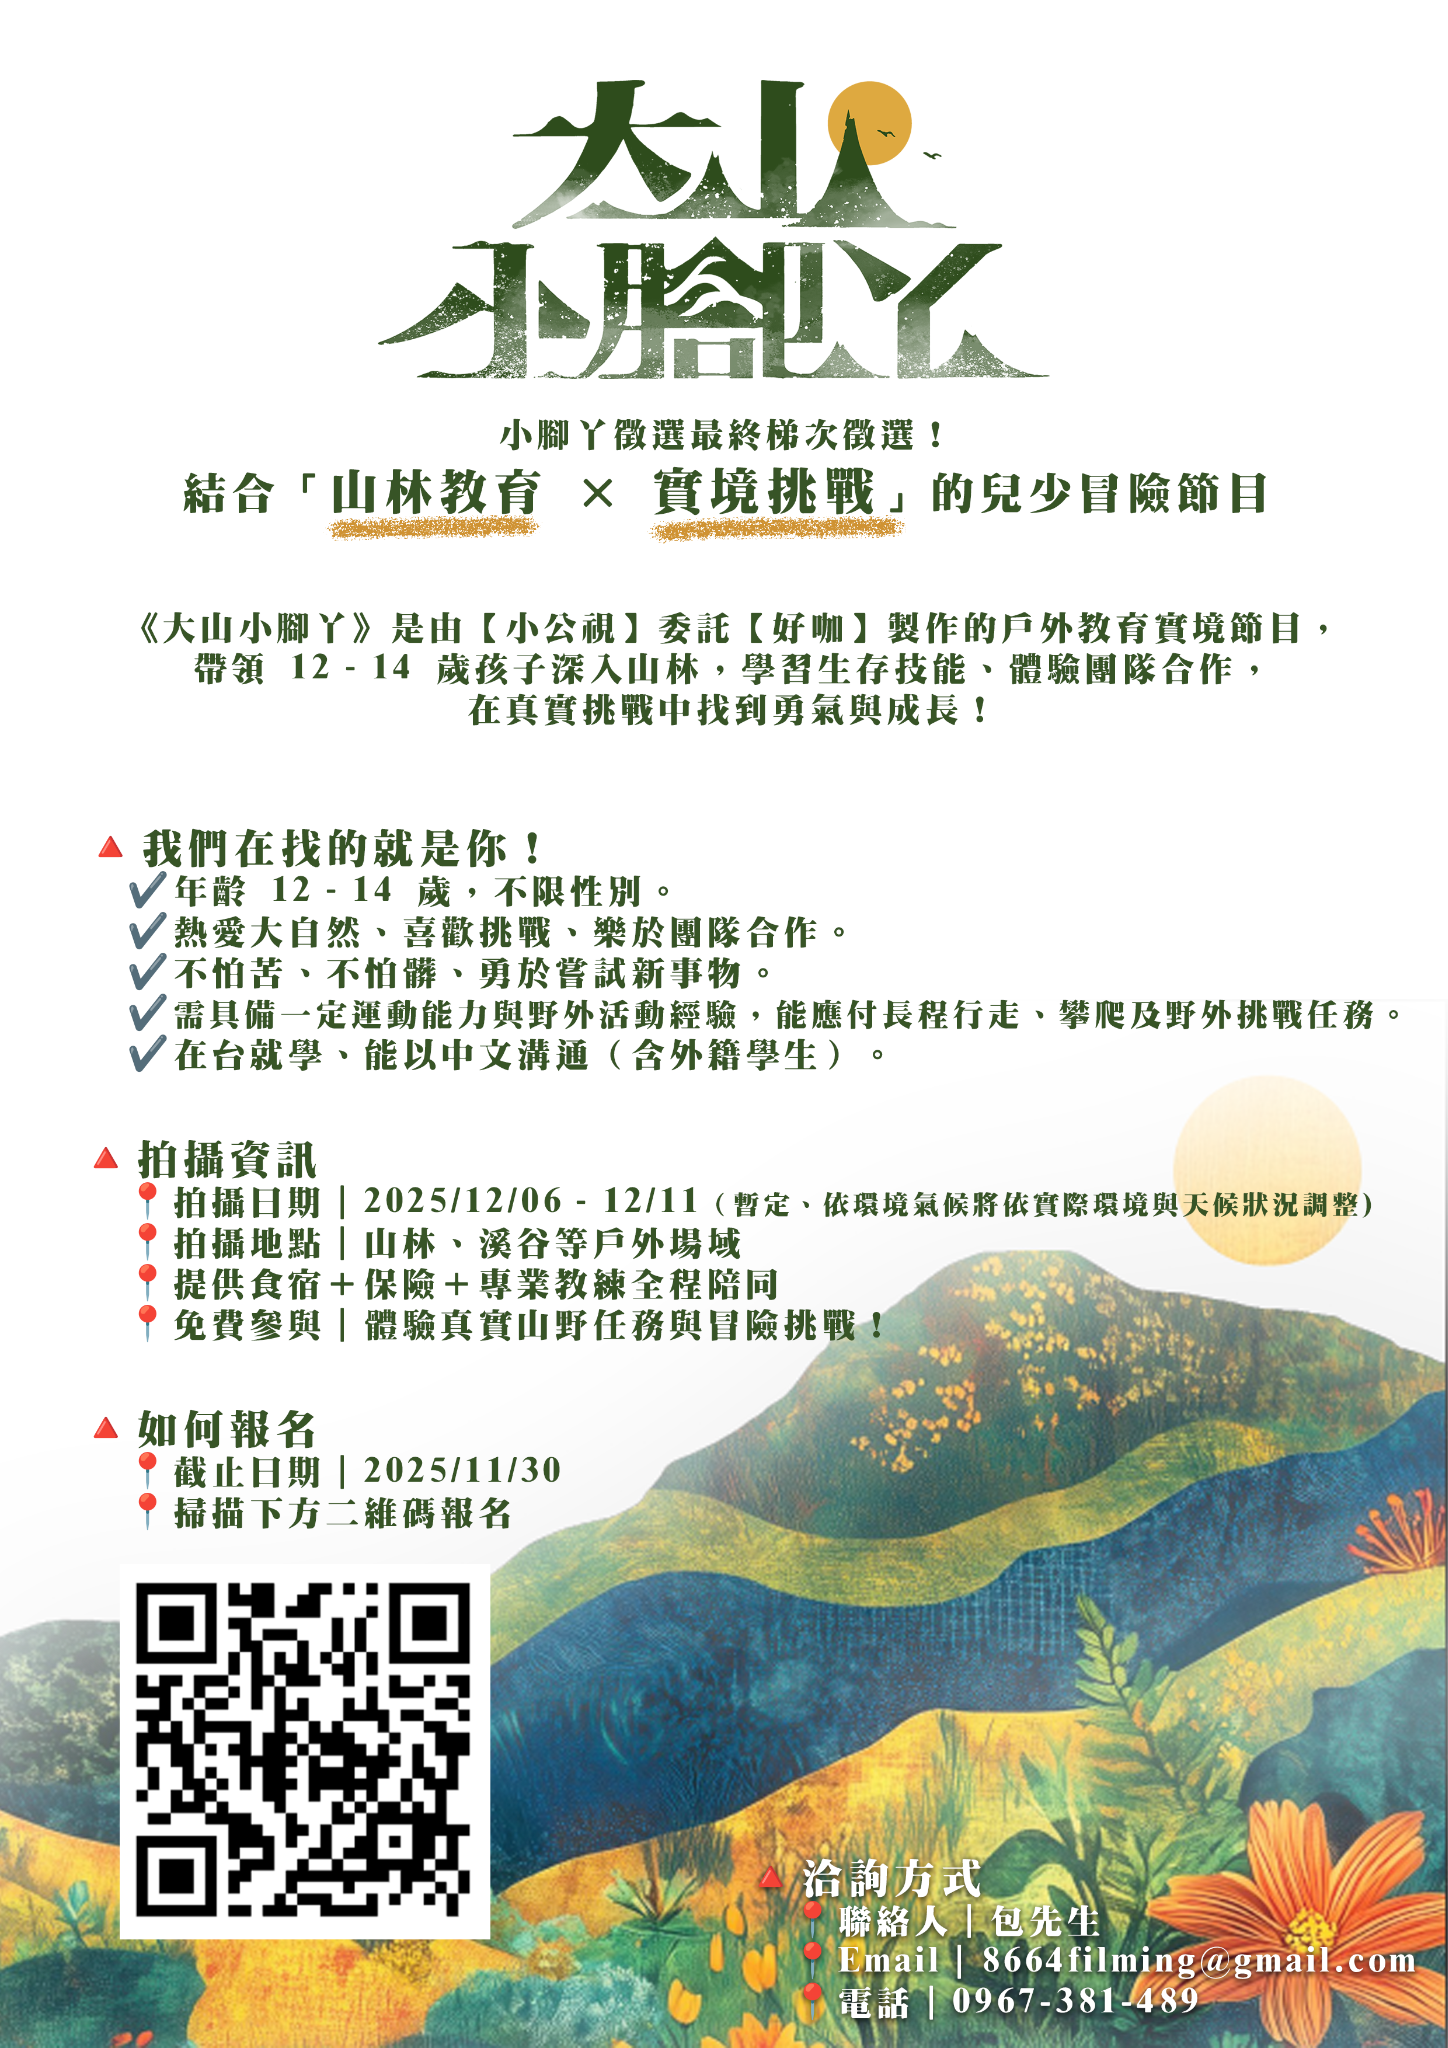 大山
小腳丫
小腳丫徵選最終梯次徵選！
結合「山林教育 × 實境挑戰」的兒少冒險節目
《大山小腳丫》是由【小公視】委託【好咖】製作的戶外教育實境節目，
帶領 12 - 14 歲孩子深入山林，學習生存技能、體驗團隊合作，
在真實挑戰中找到勇氣與成長！
🔺我們在找的就是你！
✔️年齡 12 - 14 歲，不限性別。
✔️熱愛大自然、喜歡挑戰、樂於團隊合作。
✔️不怕苦、不怕髒、勇於嘗試新事物。
✔️需具備一定運動能力與野外活動經驗，能應付長程行走、攀爬及野外挑戰任務。
✔️在台就學、能以中文溝通（含外籍學生）。
🔺拍攝資訊
📍拍攝日期｜2025/12/06 - 12/11（暫定、依環境氣候將依實際環境與天候狀況調整）
📍拍攝地點｜山林、溪谷等戶外場域
📍提供食宿＋保險＋專業教練全程陪同
📍免費參與｜體驗真實山野任務與冒險挑戰！
🔺如何報名
📍截止日期｜2025/11/30
📍掃描下方二維碼報名
🔺洽詢方式
📍聯絡人｜包先生
📍Email｜8664filming@gmail.com
📍電話｜0967-381-489